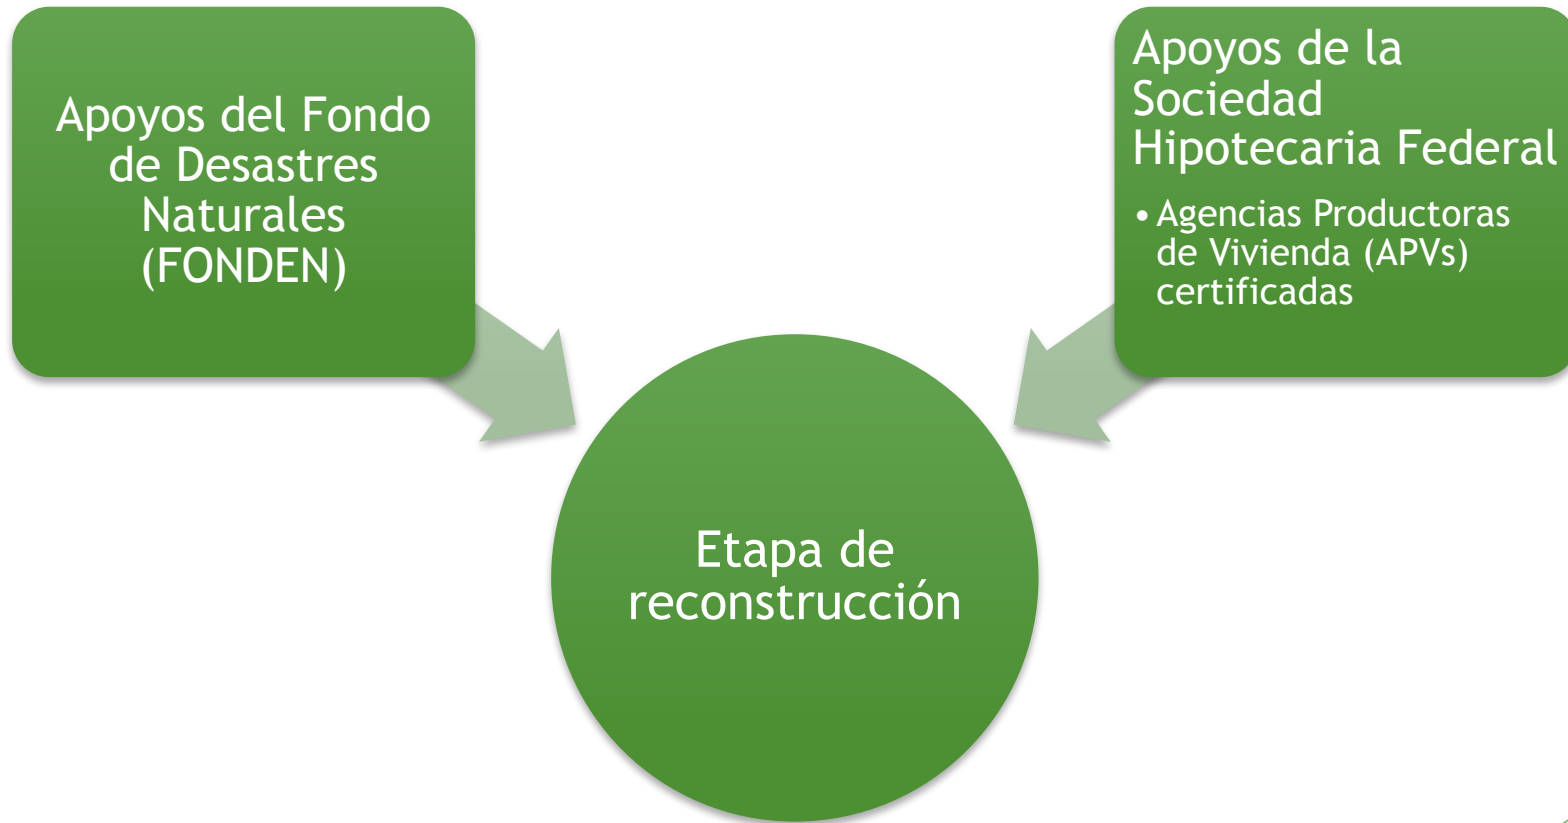 Apoyos del Fondo
de Desastres
Naturales
(FONDEN)
Apoyos de la
Sociedad
Hipotecaria Federal
• Agencias Productoras
de Vivienda (APVs)
certificadas
Etapa de
reconstrucción